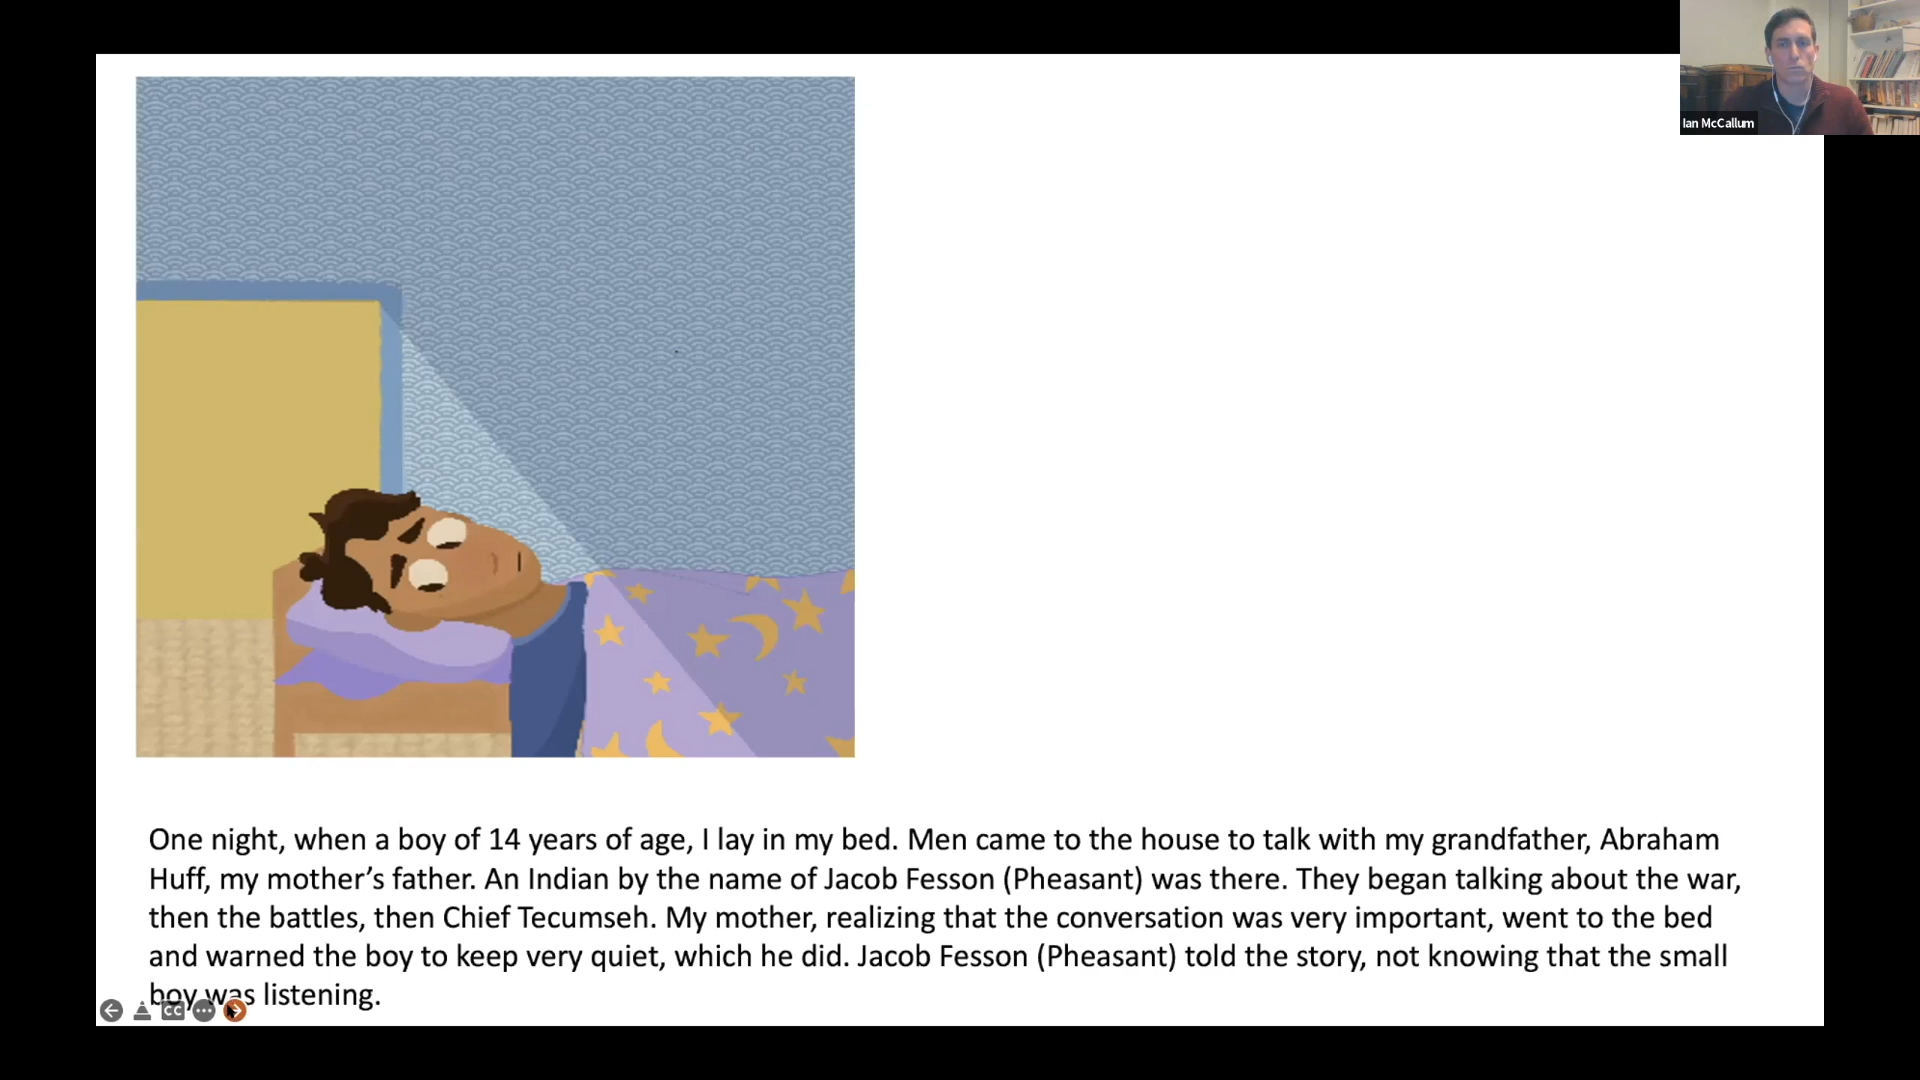 Ian McCallum
One night, when a boy of 14 years of age, I lay in my bed. Men came to the house to talk with my grandfather, Abraham
Huff, my mother’s father. An Indian by the name of Jacob Fesson (Pheasant) was there. They began talking about the war,
then the battles, then Chief Tecumseh. My mother, realizing that the conversation was very important, went to the bed
and warned the boy to keep very quiet, which he did. Jacob Fesson (Pheasant) told the story, not knowing that the small
boy was listening.
CC